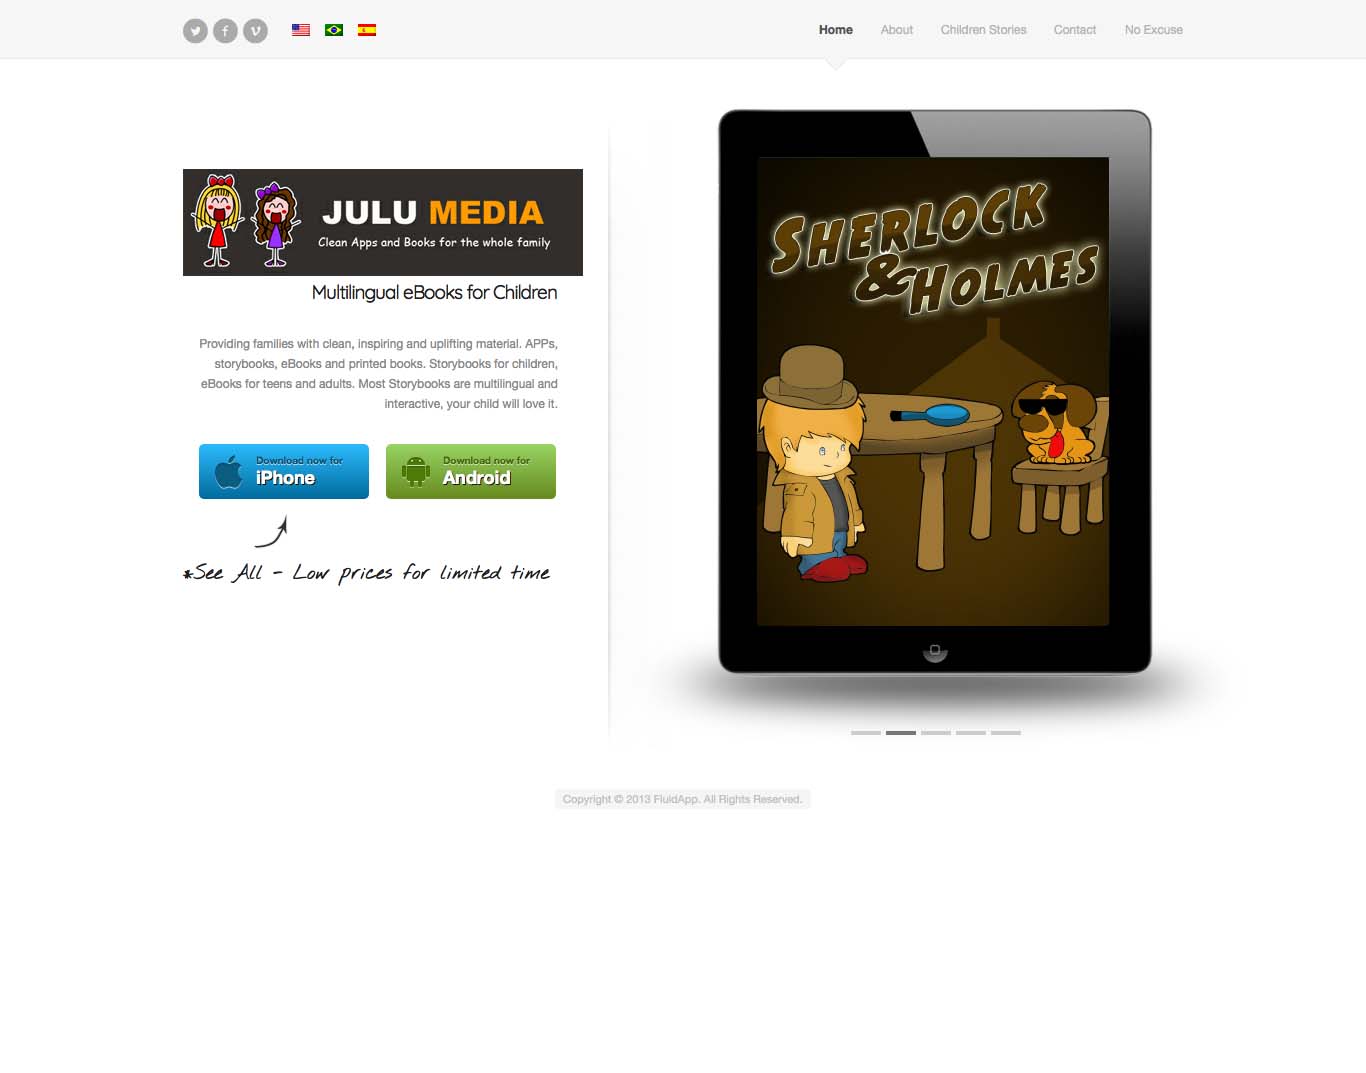 Home About Children Stories Contact No Excuse
JULU MEDIA
Clean Apps and Books for the whole family
Multilingual eBooks for Children
Providing families with clean, inspiring and uplifting material. APPs,
storybooks, eBooks and printed books. Storybooks for children,
eBooks for teens and adults. Most Storybooks are multilingual and
interactive, your child will love it.
Download now for
iPhone
Download now for
Android
*See All - Low prices for limited time
SHERLOCK
& HOLMES
Copyright © 2013 FluidApp. All Rights Reserved.